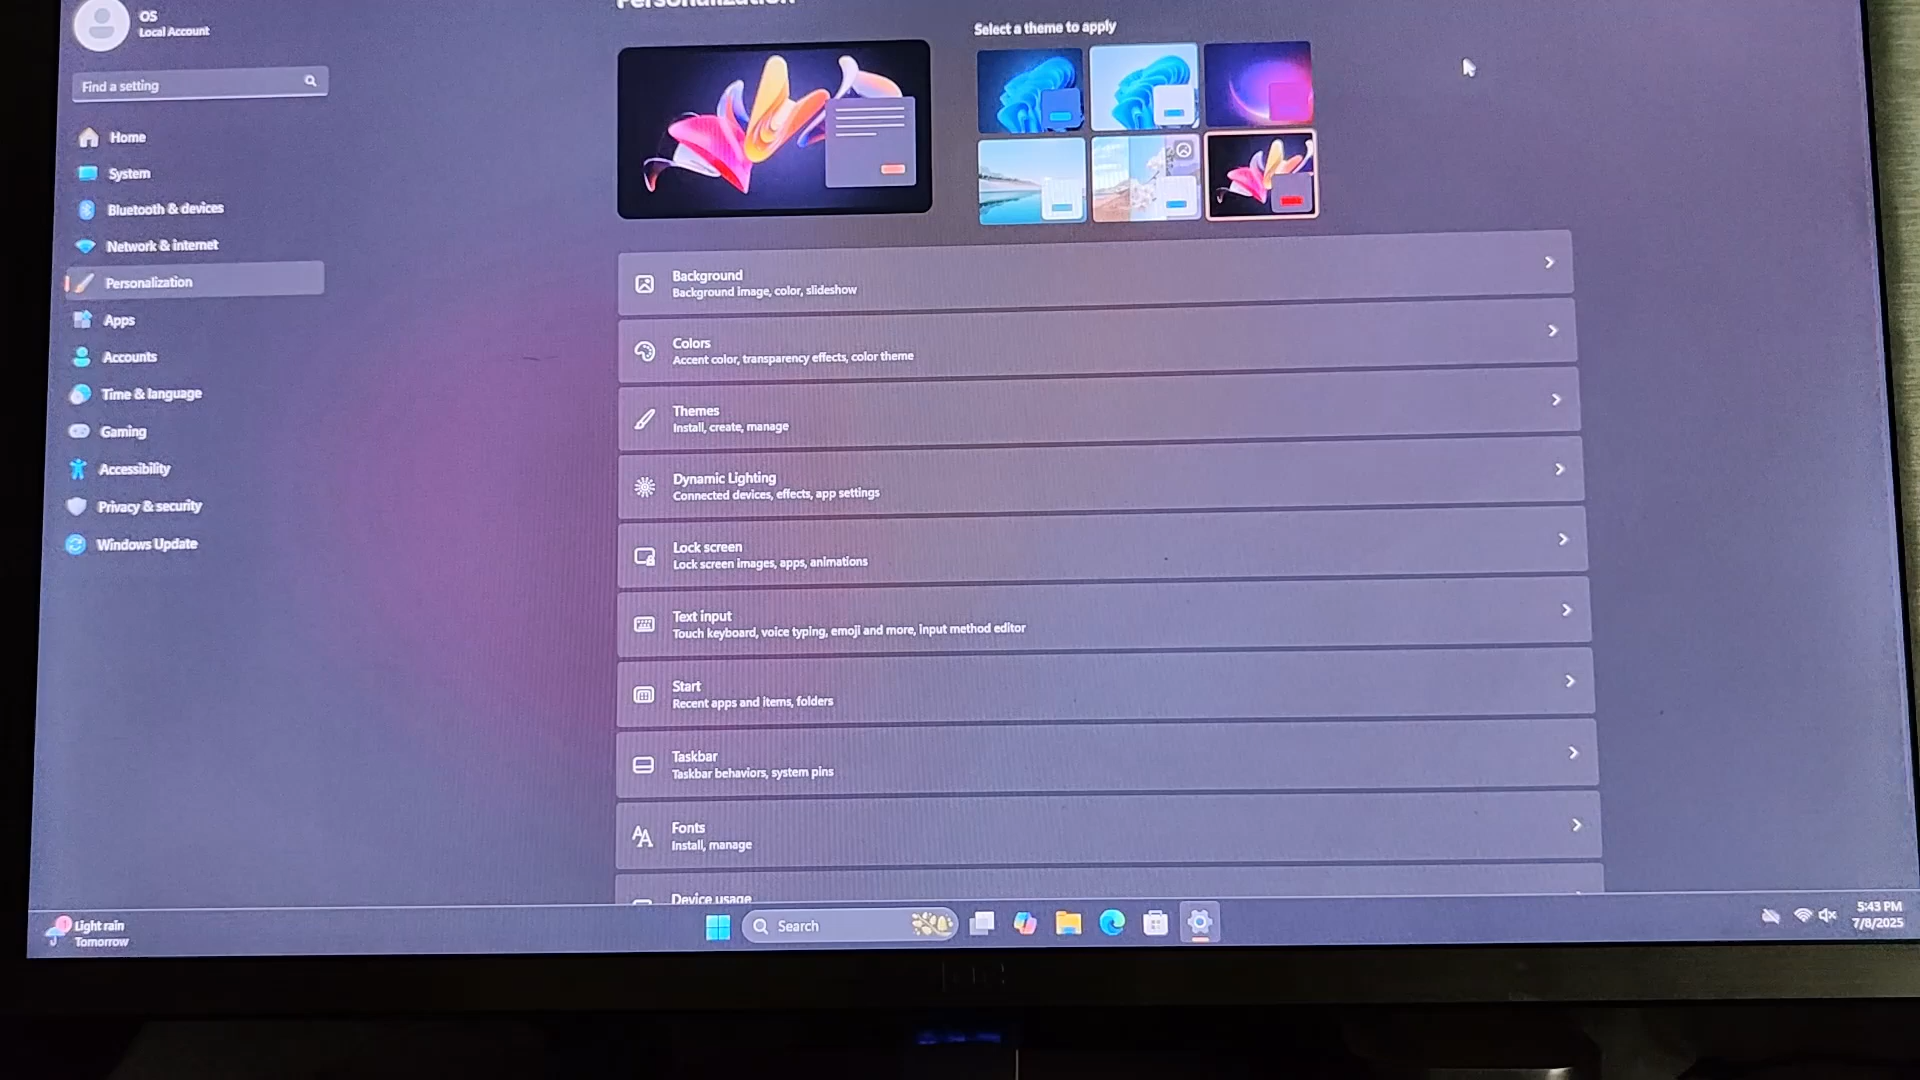 OS
Local Account
Personalization
Select a theme to apply
Find a setting
Home
System
Bluetooth & devices
Network & internet
Personalization
Apps
Accounts
Time & language
Gaming
Accessibility
Privacy & security
Windows Update
Background
Background image, color, slideshow
Colors
Accent color, transparency effects, color theme
Themes
Install, create, manage
Dynamic Lighting
Connected devices, effects, app settings
Lock screen
Lock screen images, apps, animations
Text input
Touch keyboard, voice typing, emoji and more, input method editor
Start
Recent apps and items, folders
Taskbar
Taskbar behaviors, system pins
Fonts
Install, manage
Device usage
Light rain
Tomorrow
Search
5:43 PM
7/8/2025